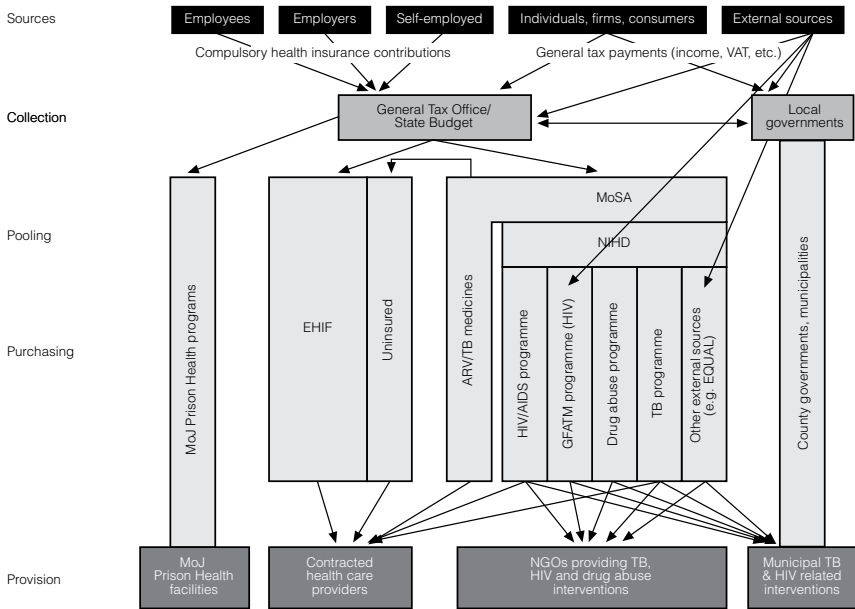 Sources
Employees
Employers
Self-employed
Individuals, firms, consumers
External sources
Compulsory health insurance contributions
General tax payments (income, VAT, etc.)
Collection
General Tax Office/
State Budget
Local
governments
MoSA
Pooling
NIHD
Purchasing
MoJ Prison Health programs
EHIF
Uninsured
ARV/TB medicines
HIV/AIDS programme
GFATM programme (HIV)
Drug abuse programme
TB programme
Other external sources
(e.g. EQUAL)
County governments, municipalities
Provision
MoJ
Prison Health
facilities
Contracted
health care
providers
NGOs providing TB,
HIV and drug abuse
interventions
Municipal TB
& HIV related
interventions